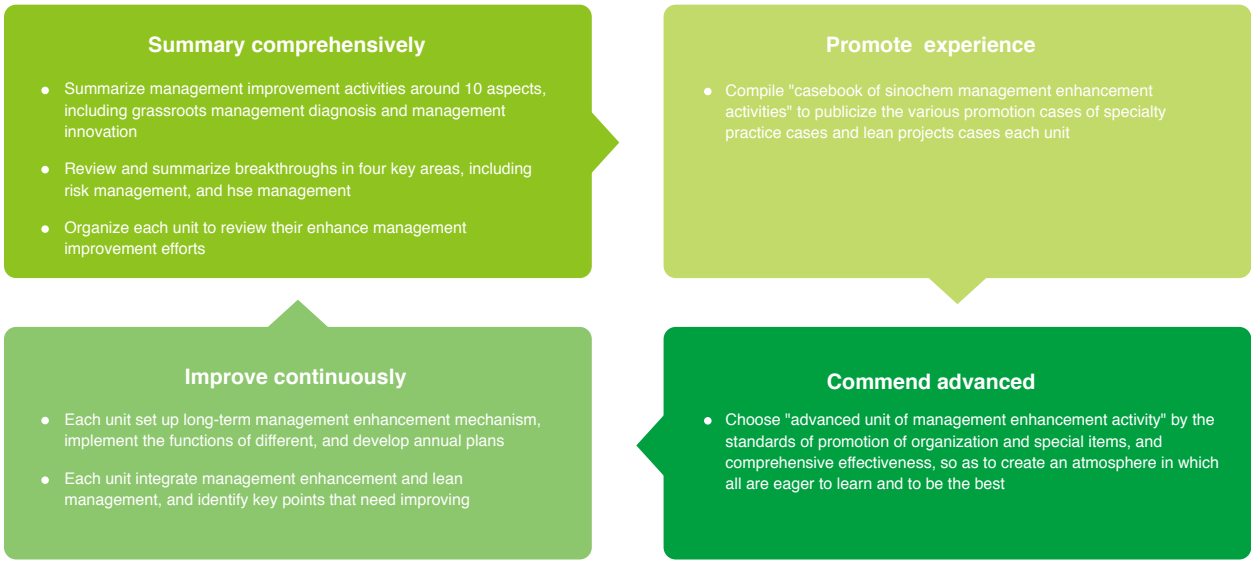 Summary comprehensively
● Summarize management improvement activities around 10 aspects,
including grassroots management diagnosis and management
innovation
● Review and summarize breakthroughs in four key areas, including
risk management, and hse management
● Organize each unit to review their enhance management
improvement efforts
Promote experience
● Compile "casebook of sinochem management enhancement
activities" to publicize the various promotion cases of specialty
practice cases and lean projects cases each unit
Commend advanced
● Choose "advanced unit of management enhancement activity" by the
standards of promotion of organization and special items, and
comprehensive effectiveness, so as to create an atmosphere in which
all are eager to learn and to be the best
Improve continuously
● Each unit set up long-term management enhancement mechanism,
implement the functions of different, and develop annual plans
● Each unit integrate management enhancement and lean
management, and identify key points that need improving